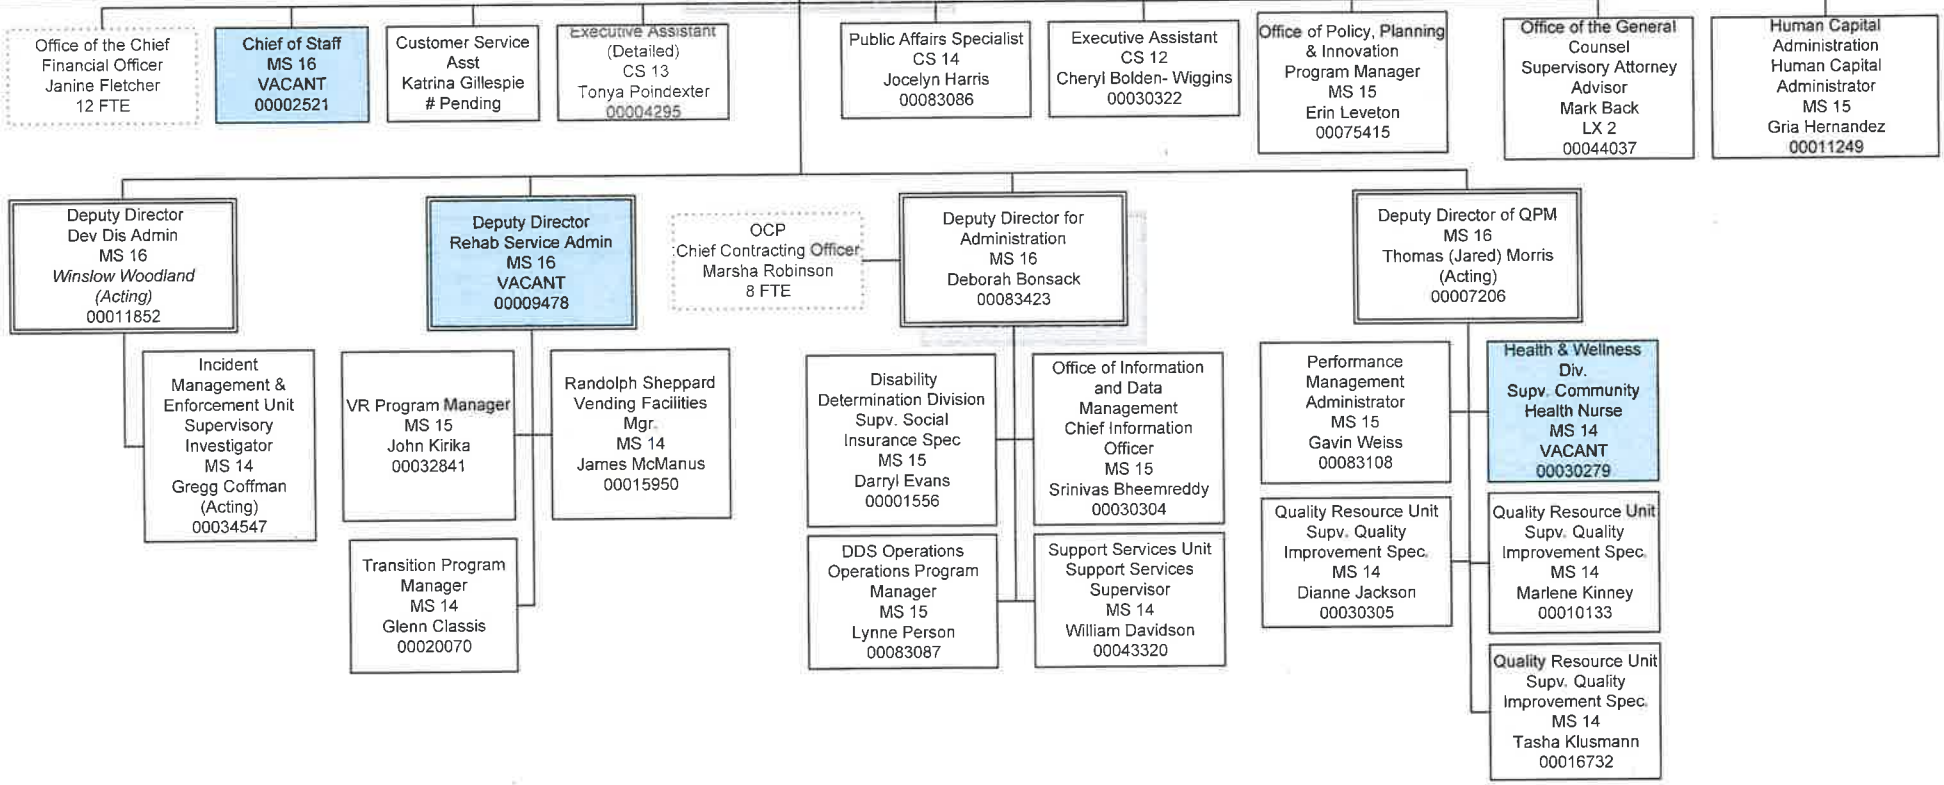 Office of the Chief
Financial Officer
Janine Fletcher
12 FTE
Chief of Staff
MS 16
VACANT
00002521
Customer Service
Asst
Katrina Gillespie
# Pending
Executive Assistant
(Detailed)
CS 13
Tonya Poindexter
00004295
Public Affairs Specialist
CS 14
Jocelyn Harris
00083086
Executive Assistant
CS 12
Cheryl Bolden- Wiggins
00030322
Office of Policy, Planning
& Innovation
Program Manager
MS 15
Erin Leveton
00075415
Office of the General
Counsel
Supervisory Attorney
Advisor
Mark Back
LX 2
00044037
Human Capital
Administration
Human Capital
Administrator
MS 15
Gria Hernandez
00011249
Deputy Director
Dev Dis Admin
MS 16
Winslow Woodland
(Acting)
00011852
Deputy Director
Rehab Service Admin
MS 16
VACANT
00009478
OCP
Chief Contracting Officer
Marsha Robinson
8 FTE
Deputy Director for
Administration
MS 16
Deborah Bonsack
00083423
Deputy Director of QPM
MS 16
Thomas (Jared) Morris
(Acting)
00007206
Incident
Management &
Enforcement Unit
Supervisory
Investigator
MS 14
Gregg Coffman
(Acting)
00034547
VR Program Manager
MS 15
John Kirika
00032841
Randolph Sheppard
Vending Facilities
Mgr.
MS 14
James McManus
00015950
Transition Program
Manager
MS 14
Glenn Classis
00020070
Disability
Determination Division
Supv. Social
Insurance Spec
MS 15
Darryl Evans
00001556
Office of Information
and Data
Management
Chief Information
Officer
MS 15
Srinivas Bheemreddy
00030304
DDS Operations
Operations Program
Manager
MS 15
Lynne Person
00083087
Support Services Unit
Support Services
Supervisor
MS 14
William Davidson
00043320
Performance
Management
Administrator
MS 15
Gavin Weiss
00083108
Health & Wellness
Div.
Supv. Community
Health Nurse
MS 14
VACANT
00030279
Quality Resource Unit
Supv. Quality
Improvement Spec.
MS 14
Dianne Jackson
00030305
Quality Resource Unit
Supv. Quality
Improvement Spec.
MS 14
Marlene Kinney
00010133
Quality Resource Unit
Supv. Quality
Improvement Spec.
MS 14
Tasha Klusmann
00016732